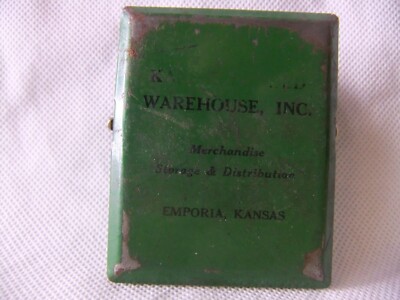 WAREHOUSE, INC.
Merchandise
Storage & Distribution
EMPORIA, KANSAS